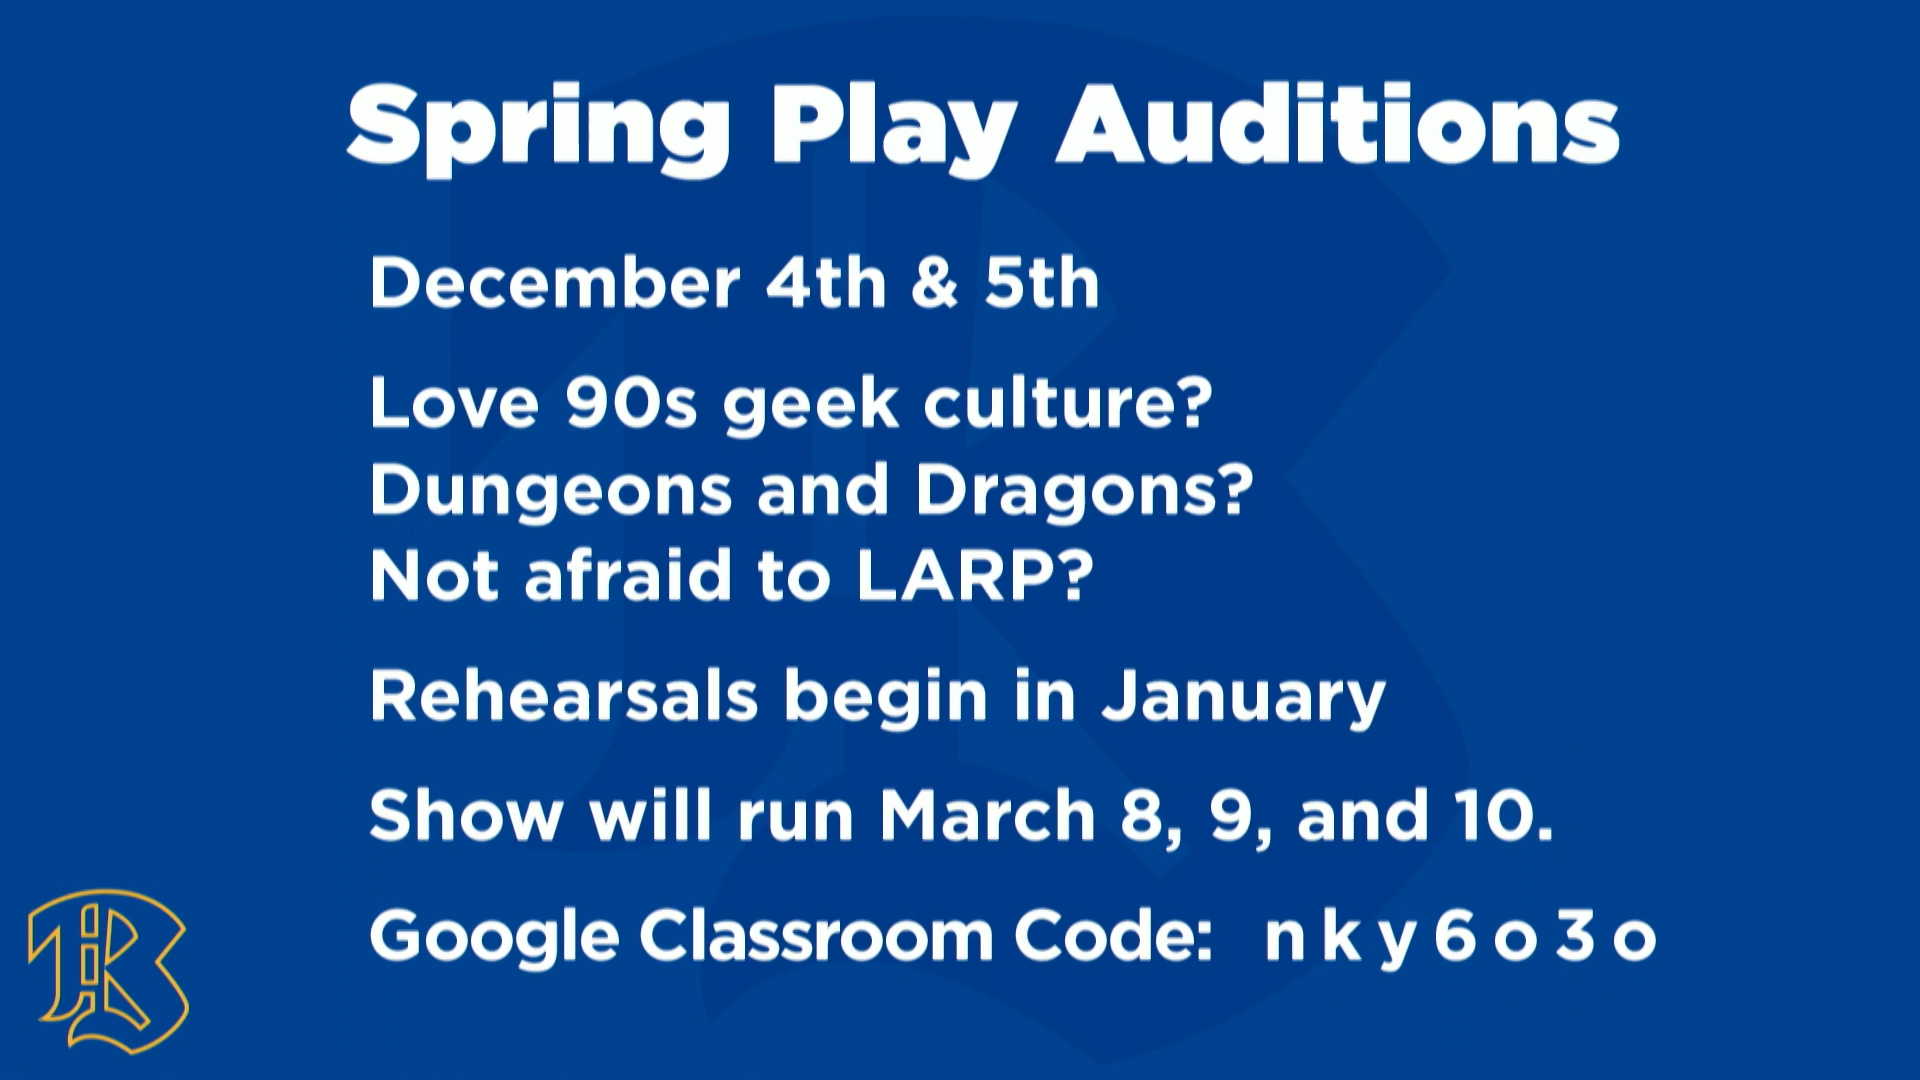 Spring Play Auditions
December 4th & 5th
Love 90s geek culture?
Dungeons and Dragons?
Not afraid to LARP?
Rehearsals begin in January
Show will run March 8, 9, and 10.
Google Classroom Code: n k y 6 o 3 o
B